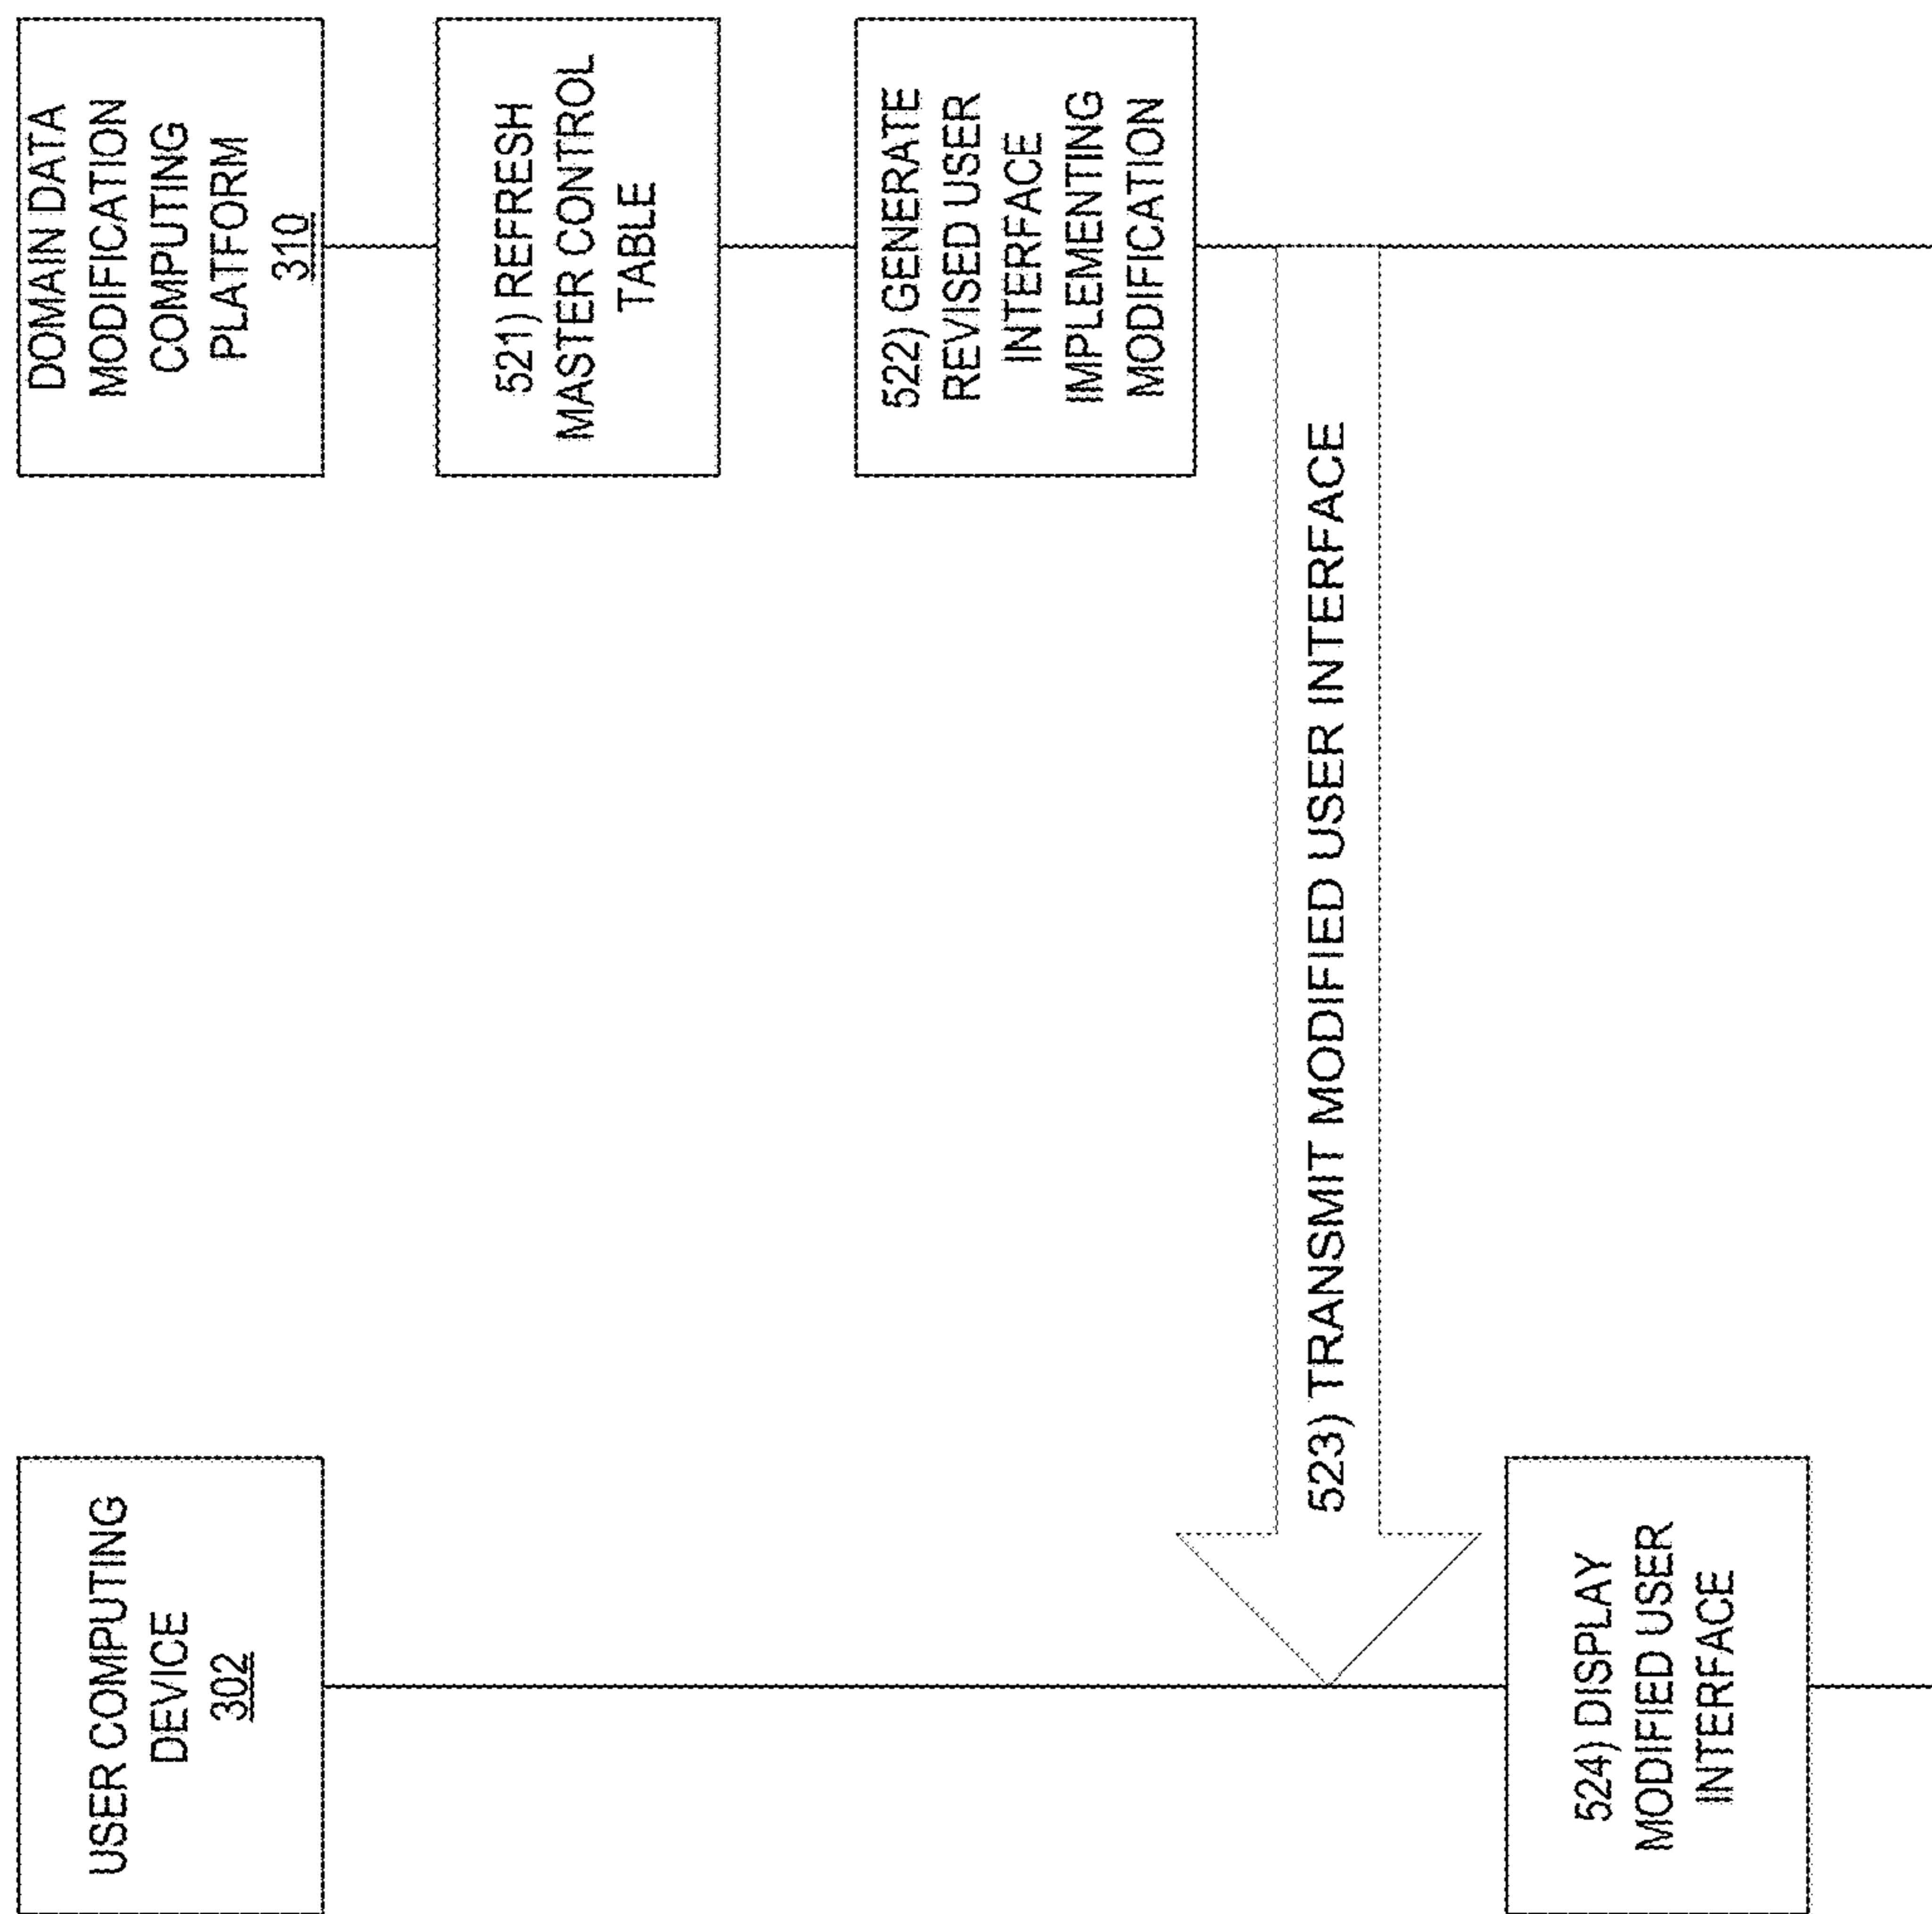 USER COMPUTING
DEVICE
302
DOMAIN DATA
MODIFICATION
COMPUTING
PLATFORM
310
521) REFRESH
MASTER CONTROL
TABLE
522) GENERATE
REVISED USER
INTERFACE
IMPLEMENTING
MODIFICATION
523) TRANSMIT MODIFIED USER INTERFACE
524) DISPLAY
MODIFIED USER
INTERFACE